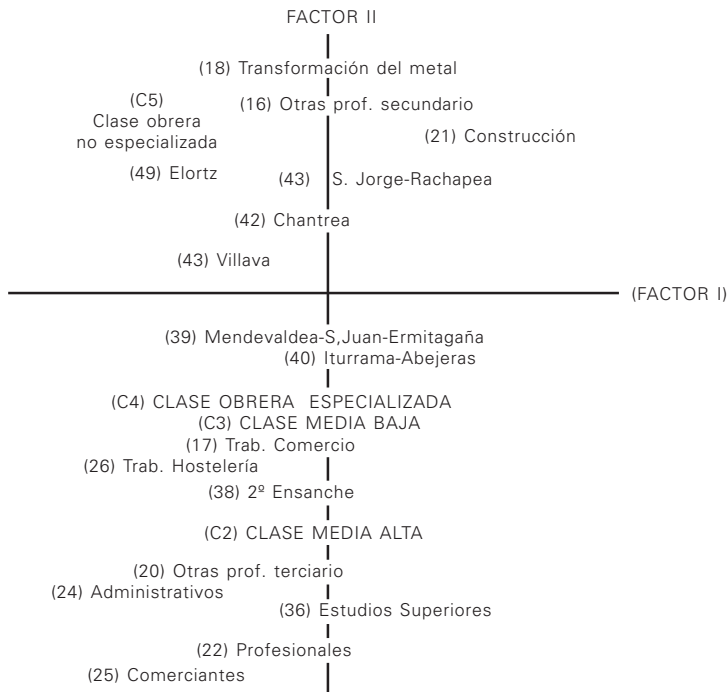 FACTOR II
(18) Transformación del metal
(C5)
Clase obrera
no especializada
(16) Otras prof. secundario
(21) Construcción
(49) Elortz
(43) S. Jorge-Rachapea
(42) Chantrea
(43) Villava
(FACTOR I)
(39) Mendevaldea-S,Juan-Ermitagaña
(40) Iturrama-Abejeras
(C4) CLASE OBRERA ESPECIALIZADA
(C3) CLASE MEDIA BAJA
(17) Trab. Comercio
(26) Trab. Hostelería
(38) 2º Ensanche
(C2) CLASE MEDIA ALTA
(20) Otras prof. terciario
(24) Administrativos
(36) Estudios Superiores
(22) Profesionales
(25) Comerciantes